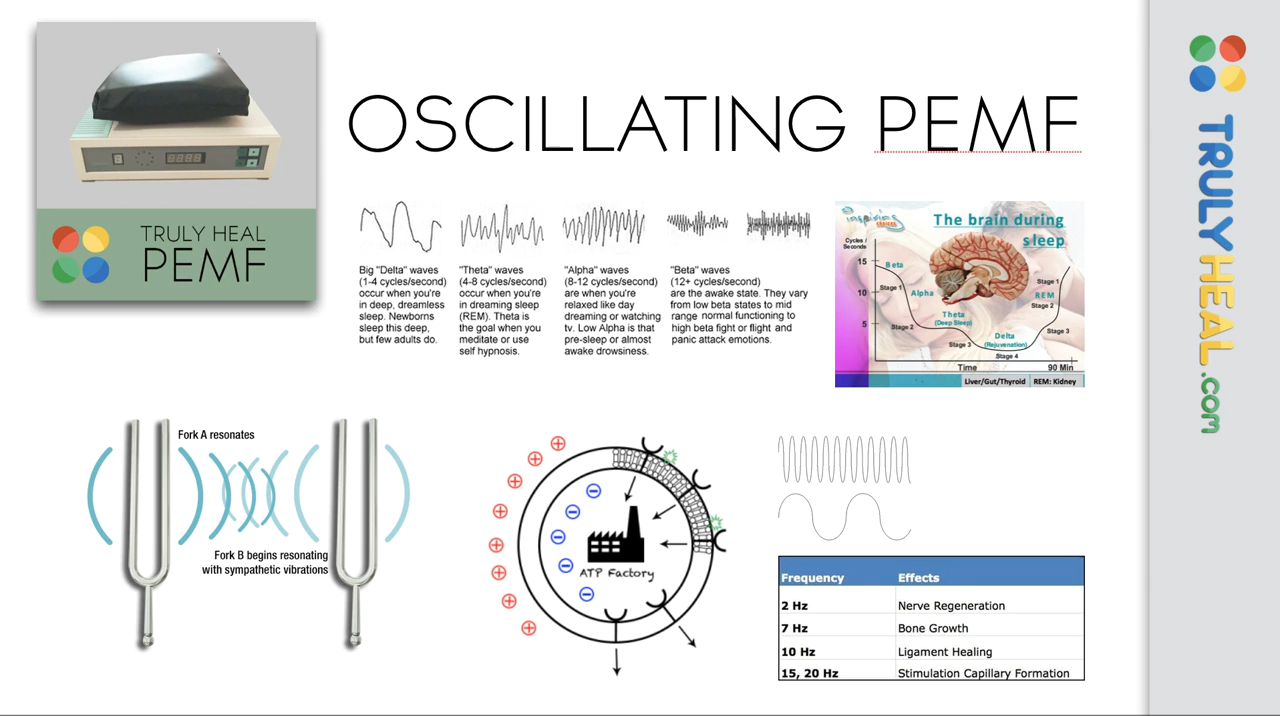 TRULY HEAL
PEMF
OSCILLATING PEMF
Big "Delta" waves
(1-4 cycles/second)
occur when you're
in deep, dreamless
sleep. Newborns
sleep this deep,
but few adults do.
"Theta" waves
(4-8 cycles/second)
occur when you're
in dreaming sleep
(REM). Theta is
the goal when you
meditate or use
self hypnosis.
"Alpha" waves
(8-12 cycles/second)
are when you're
relaxed like day
dreaming or watching
tv. Low Alpha is that
pre-sleep or almost
awake drowsiness.
"Beta" waves
(12+ cycles/second)
are the awake state. They vary
from low beta states to mid
range normal functioning to
high beta fight or flight and
panic attack emotions.
The brain during
sleep
Cycles /
Seconds
15
10
5
Beta
Stage 1
Alpha
Stage 2
Theta
(Deep Sleep)
Stage 3
Delta
(Rejuvenation)
Stage 4
Stage 1
REM
Stage 2
Stage 3
Time
90 Min
Liver/Gut/Thyroid
REM: Kidney
Fork A resonates
Fork B begins resonating
with sympathetic vibrations
ATP Factory
Frequency Effects
2 Hz Nerve Regeneration
7 Hz Bone Growth
10 Hz Ligament Healing
15, 20 Hz Stimulation Capillary Formation
TRULYHEAL.com